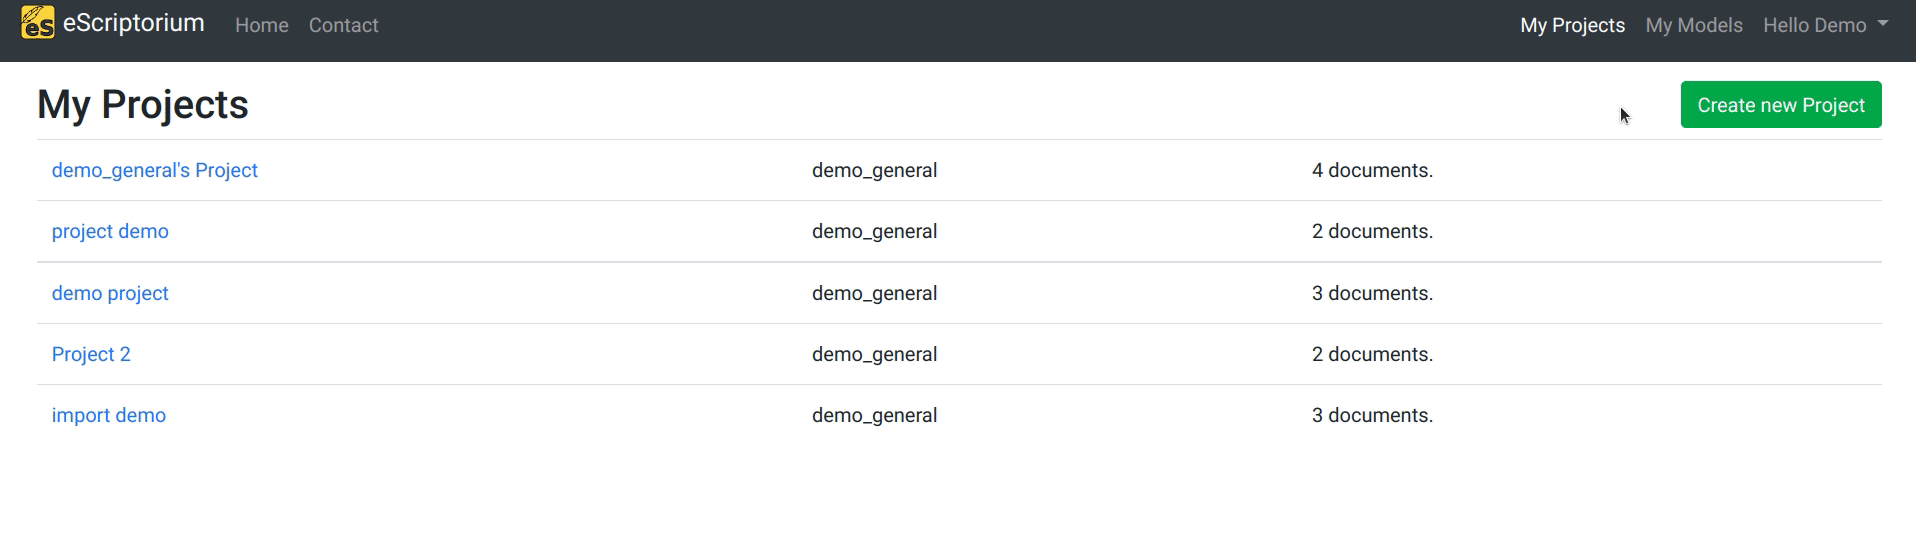 eS eScriptorium Home Contact My Projects My Models Hello Demo
My Projects Create new Project
demo_general's Project demo_general 4 documents.
project demo demo_general 2 documents.
demo project demo_general 3 documents.
Project 2 demo_general 2 documents.
import demo demo_general 3 documents.